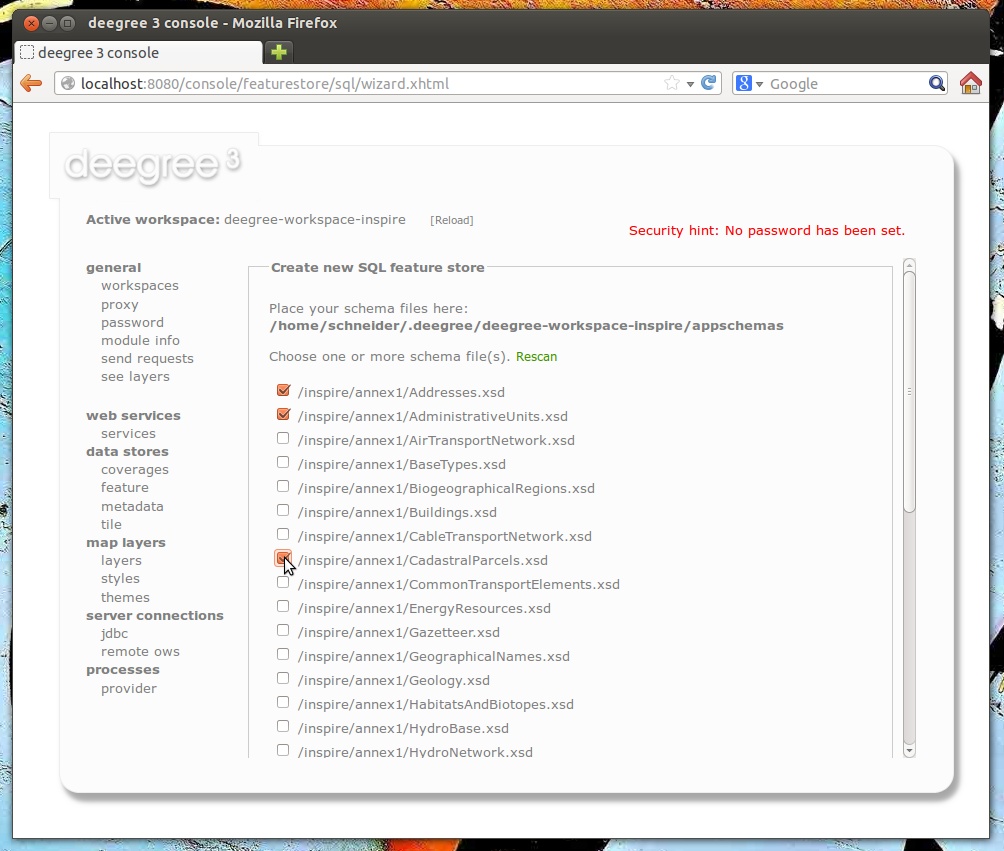 deegree 3 console - Mozilla Firefox
deegree 3 console
localhost:8080/console/featurestore/sql/wizard.xhtml
Google
deegree 3
Active workspace: deegree-workspace-inspire [Reload]
Security hint: No password has been set.
general
workspaces
proxy
password
module info
send requests
see layers
web services
services
data stores
coverages
feature
metadata
tile
map layers
layers
styles
themes
server connections
jdbc
remote ows
processes
provider
Create new SQL feature store
Place your schema files here:
/home/schneider/.deegree/deegree-workspace-inspire/appschemas
Choose one or more schema file(s). Rescan
/inspire/annex1/Addresses.xsd
/inspire/annex1/AdministrativeUnits.xsd
/inspire/annex1/AirTransportNetwork.xsd
/inspire/annex1/BaseTypes.xsd
/inspire/annex1/BiogeographicalRegions.xsd
/inspire/annex1/Buildings.xsd
/inspire/annex1/CableTransportNetwork.xsd
/inspire/annex1/CadastralParcels.xsd
/inspire/annex1/CommonTransportElements.xsd
/inspire/annex1/EnergyResources.xsd
/inspire/annex1/Gazetteer.xsd
/inspire/annex1/GeographicalNames.xsd
/inspire/annex1/Geology.xsd
/inspire/annex1/HabitatsAndBiotopes.xsd
/inspire/annex1/HydroBase.xsd
/inspire/annex1/HydroNetwork.xsd